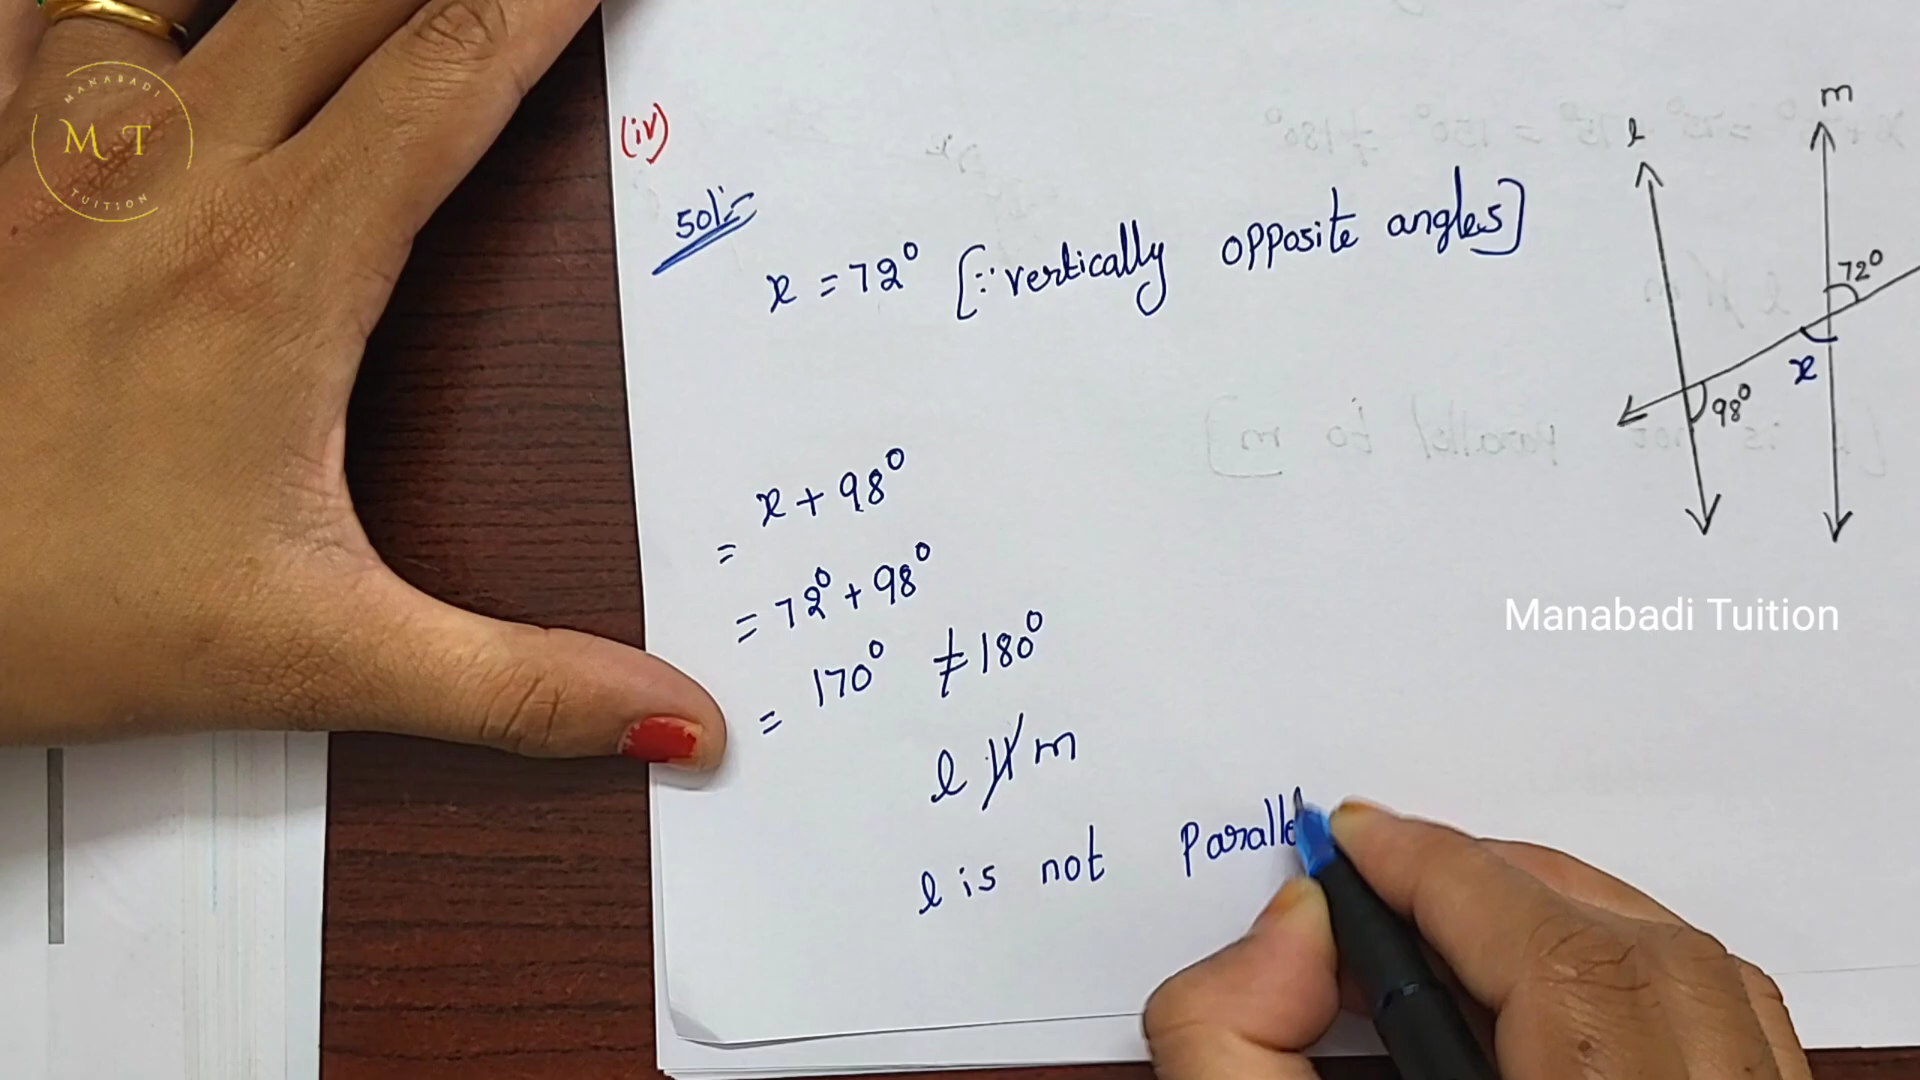 MANABADI
M T
TUITION
(iv)
Sol:-
x = 72° [∵ vertically opposite angles]
x + 98°
=
= 72° + 98°
= 170° ≠ 180°
l ∦ m
l is not paralle
l
m
72°
x
98°
Manabadi Tuition